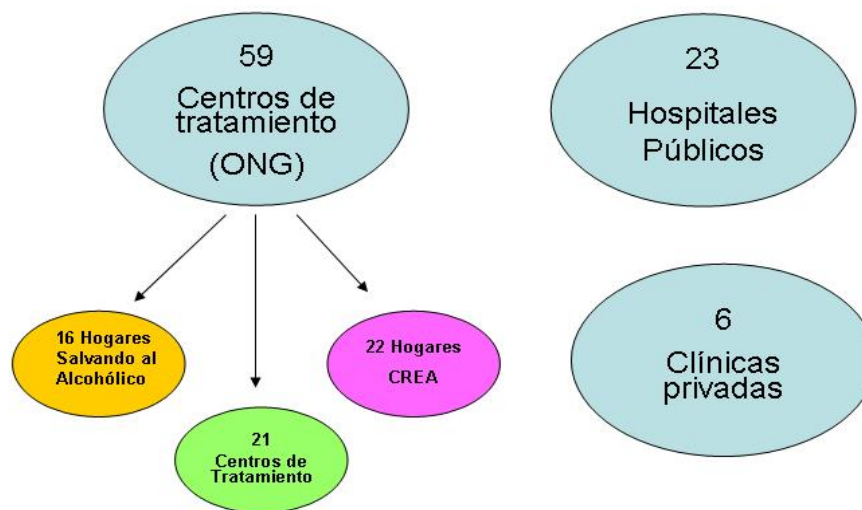 59
Centros de
tratamiento
(ONG)
23
Hospitales
Públicos
16 Hogares
Salvando al
Alcohólico
22 Hogares
CREA
21
Centros de
Tratamiento
6
Clínicas
privadas